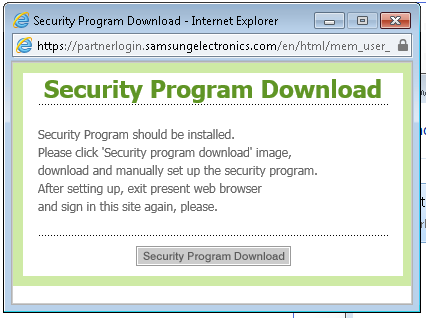 Security Program Download - Internet Explorer
https://partnerlogin.samsungelectronics.com/en/html/mem_user_
Security Program Download
Security Program should be installed.
Please click 'Security program download' image,
download and manually set up the security program.
After setting up, exit present web browser
and sign in this site again, please.
Security Program Download